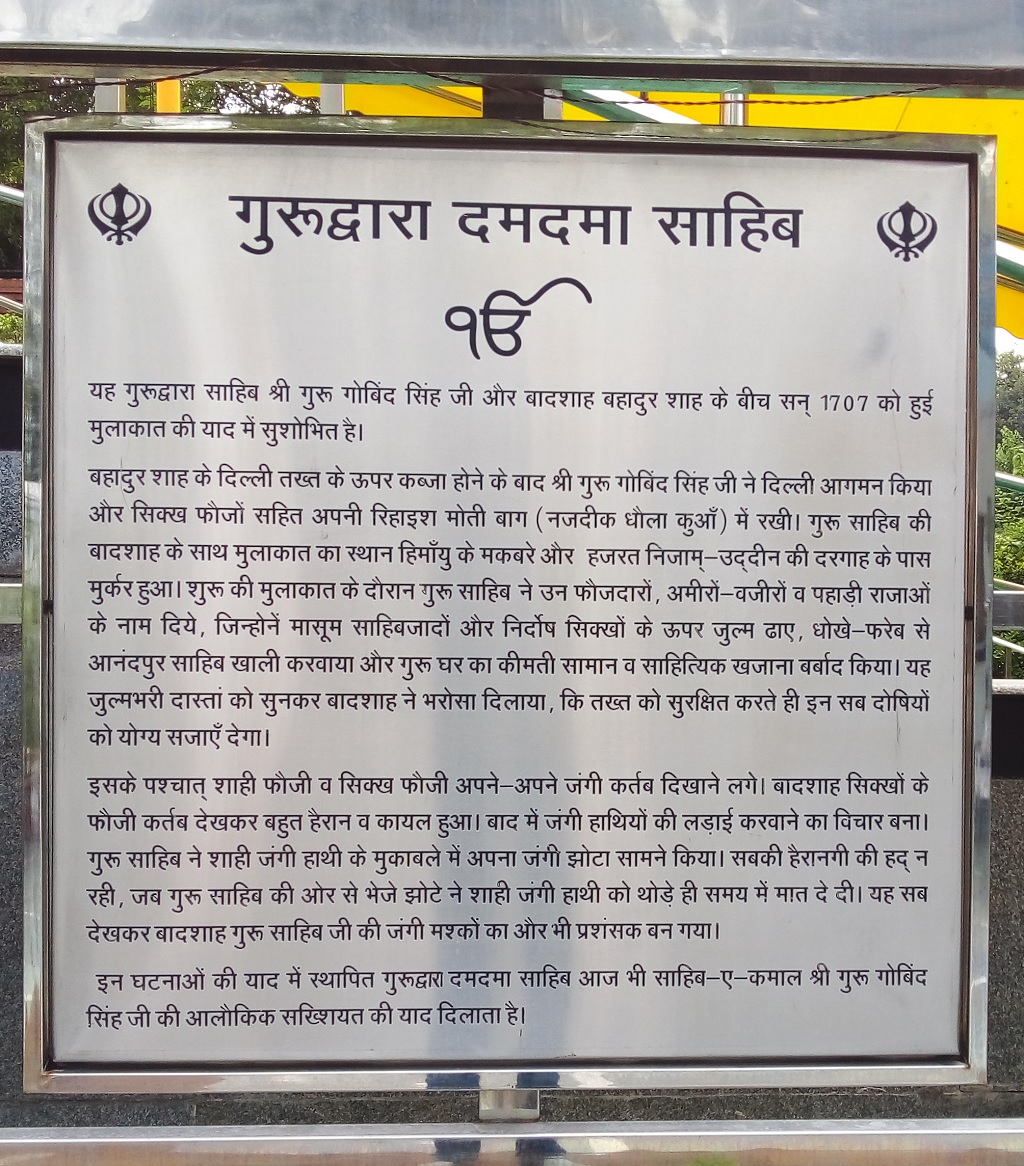 गुरूद्वारा दमदमा साहिब
ੴ
यह गुरूद्वारा साहिब श्री गुरू गोबिंद सिंह जी और बादशाह बहादुर शाह के बीच सन् 1707 को हुई
मुलाकात की याद में सुशोभित है।
बहादुर शाह के दिल्ली तख्त के ऊपर कब्जा होने के बाद श्री गुरू गोबिंद सिंह जी ने दिल्ली आगमन किया
और सिक्ख फौजों सहित अपनी रिहाइश मोती बाग (नजदीक धौला कुआँ) में रखी। गुरू साहिब की
बादशाह के साथ मुलाकात का स्थान हिमाँयु के मकबरे और हजरत निजाम्–उद्दीन की दरगाह के पास
मुर्कर हुआ। शुरू की मुलाकात के दौरान गुरू साहिब ने उन फौजदारों, अमीरों–वजीरों व पहाड़ी राजाओं
के नाम दिये, जिन्होनें मासूम साहिबजादों और निर्दोष सिक्खों के ऊपर जुल्म ढाए, धोखे–फरेब से
आनंदपुर साहिब खाली करवाया और गुरू घर का कीमती सामान व साहित्यिक खजाना बर्बाद किया। यह
जुल्मभरी दास्तां को सुनकर बादशाह ने भरोसा दिलाया, कि तख्त को सुरक्षित करते ही इन सब दोषियों
को योग्य सजाएँ देगा।
इसके पश्चात् शाही फौजी व सिक्ख फौजी अपने–अपने जंगी कर्तब दिखाने लगे। बादशाह सिक्खों के
फौजी कर्तब देखकर बहुत हैरान व कायल हुआ। बाद में जंगी हाथियों की लड़ाई करवाने का विचार बना।
गुरू साहिब ने शाही जंगी हाथी के मुकाबले में अपना जंगी झोटा सामने किया। सबकी हैरानगी की हद् न
रही, जब गुरू साहिब की ओर से भेजे झोटे ने शाही जंगी हाथी को थोड़े ही समय में मात दे दी। यह सब
देखकर बादशाह गुरू साहिब जी की जंगी मश्कों का और भी प्रशंसक बन गया।
इन घटनाओं की याद में स्थापित गुरूद्वारा दमदमा साहिब आज भी साहिब–ए–कमाल श्री गुरू गोबिंद
सिंह जी की आलौकिक सख्शियत की याद दिलाता है।